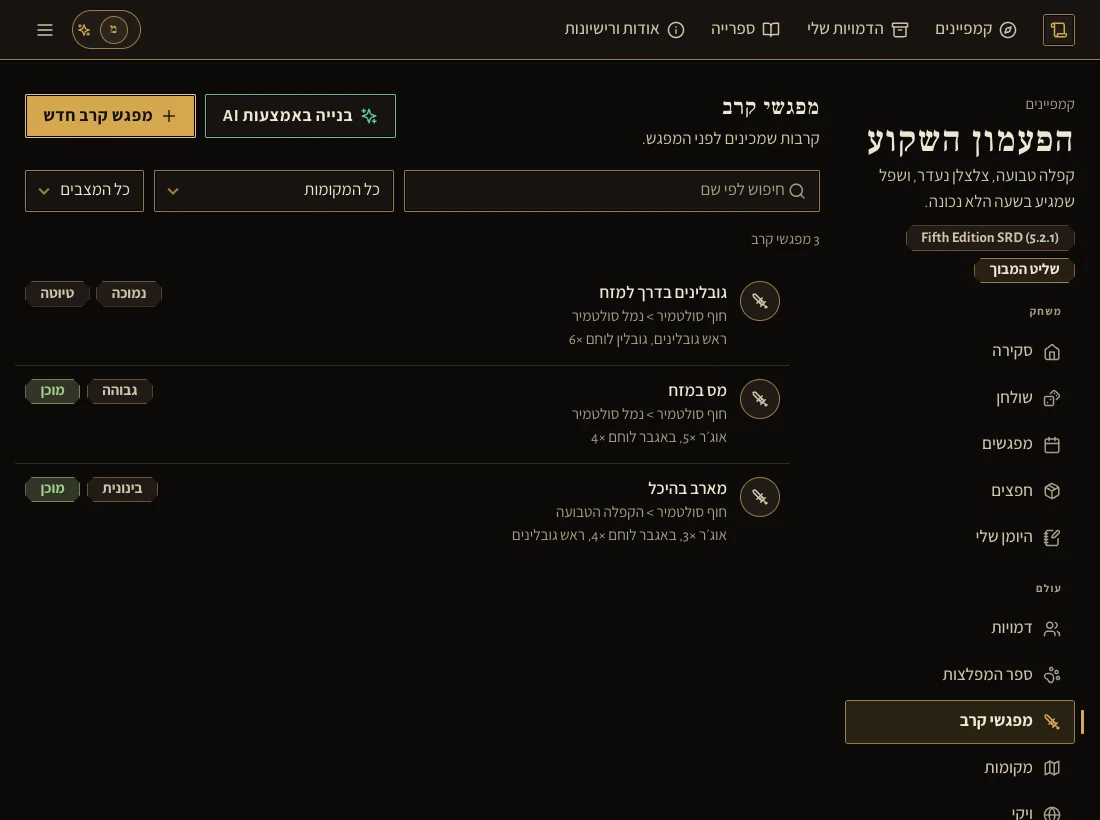 קמפיינים
הדמויות שלי
ספרייה
אודות ורישיונות
מ
קמפיינים
הפעמון השקוע
קפלה טבועה, צלצלן נעדר, ושפל
שמגיע בשעה הלא נכונה.
Fifth Edition SRD (5.2.1)
שליט המבוך
משחק
סקירה
שולחן
מפגשים
חפצים
היומן שלי
עולם
דמויות
ספר המפלצות
מפגשי קרב
מקומות
ויקי
מפגשי קרב
קרבות שמכינים לפני המפגש.
בנייה באמצעות AI
מפגש קרב חדש
חיפוש לפי שם
כל המקומות
כל המצבים
3 מפגשי קרב
גובלינים בדרך למזח
חוף סולטמיר > נמל סולטמיר
ראש גובלינים, גובלין לוחם ×6
נמוכה
טיוטה
מס במזח
חוף סולטמיר > נמל סולטמיר
אוג׳ר ×5, באגבר לוחם ×4
גבוהה
מוכן
מארב בהיכל
חוף סולטמיר > הקפלה הטבועה
אוג׳ר ×3, באגבר לוחם ×4, ראש גובלינים
בינונית
מוכן